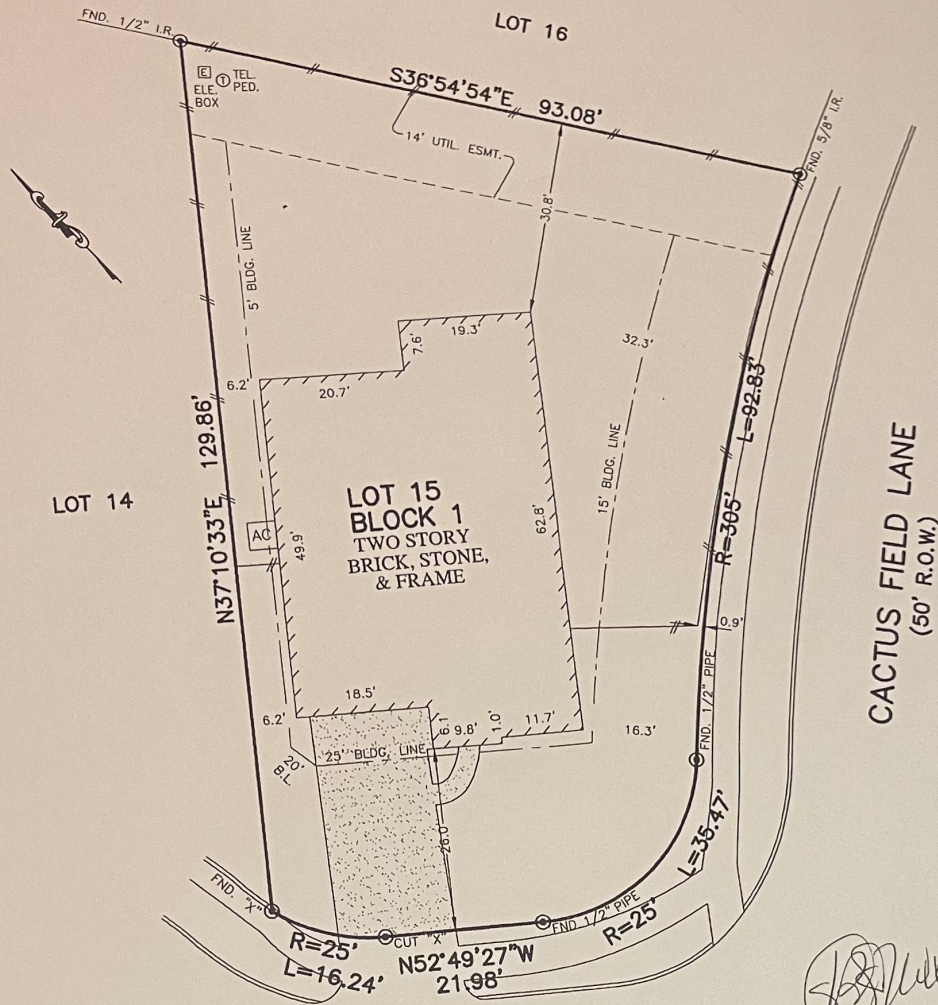 LOT 16
FND. 1/2" I.R.
E
ELE.
BOX
T
TEL.
PED.
S36°54'54"E 93.08'
14' UTIL. ESMT.
FND. 5/8" I.R.
30.8'
5' BLDG. LINE
19.3'
7.6'
32.3'
6.2'
20.7'
L=92.83'
N37°10'33"E 129.86'
LOT 14
LOT 15
BLOCK 1
TWO STORY
BRICK, STONE,
& FRAME
62.8'
15' BLDG. LINE
R=305'
CACTUS FIELD LANE
(50' R.O.W.)
AC
49.9'
0.9'
FND. 1/2" PIPE
18.5'
6.2'
6.1
9.8'
1.0'
11.7'
16.3'
25' BLDG. LINE
20'
B.L
26.0'
L=35.47'
FND. "X"
CUT "X"
FND 1/2" PIPE
R=25'
R=25'
L=16.24'
N52°49'27"W
21.98'